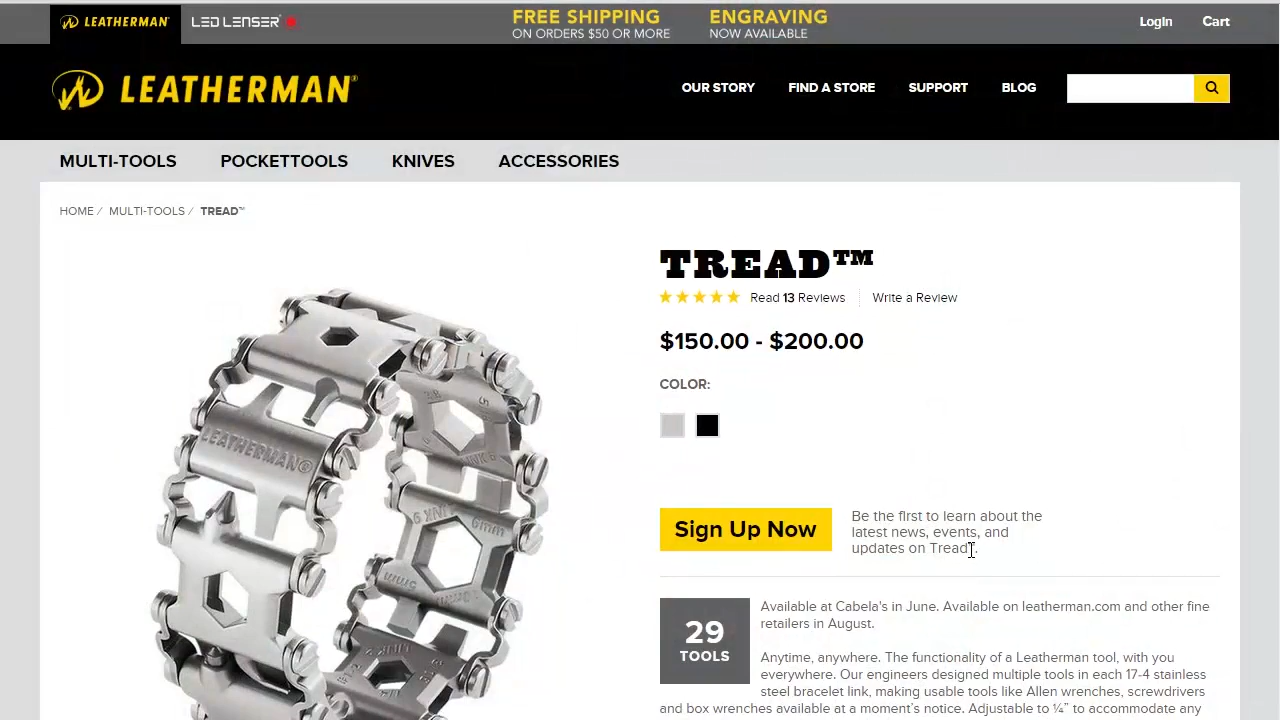 LEATHERMAN® LED LENSER® FREE SHIPPING ENGRAVING Login Cart
ON ORDERS $50 OR MORE NOW AVAILABLE
LEATHERMAN® OUR STORY FIND A STORE SUPPORT BLOG
MULTI-TOOLS POCKETTOOLS KNIVES ACCESSORIES
HOME / MULTI-TOOLS / TREAD™
TREAD™
Read 13 Reviews Write a Review
$150.00 - $200.00
COLOR:
LEATHERMAN®
6mm
5mm
Sign Up Now
Be the first to learn about the
latest news, events, and
updates on Tread
29
TOOLS
Available at Cabela's in June. Available on leatherman.com and other fine
retailers in August.
Anytime, anywhere. The functionality of a Leatherman tool, with you
everywhere. Our engineers designed multiple tools in each 17-4 stainless
steel bracelet link, making usable tools like Allen wrenches, screwdrivers
and box wrenches available at a moment's notice. Adjustable to ¼” to accommodate any